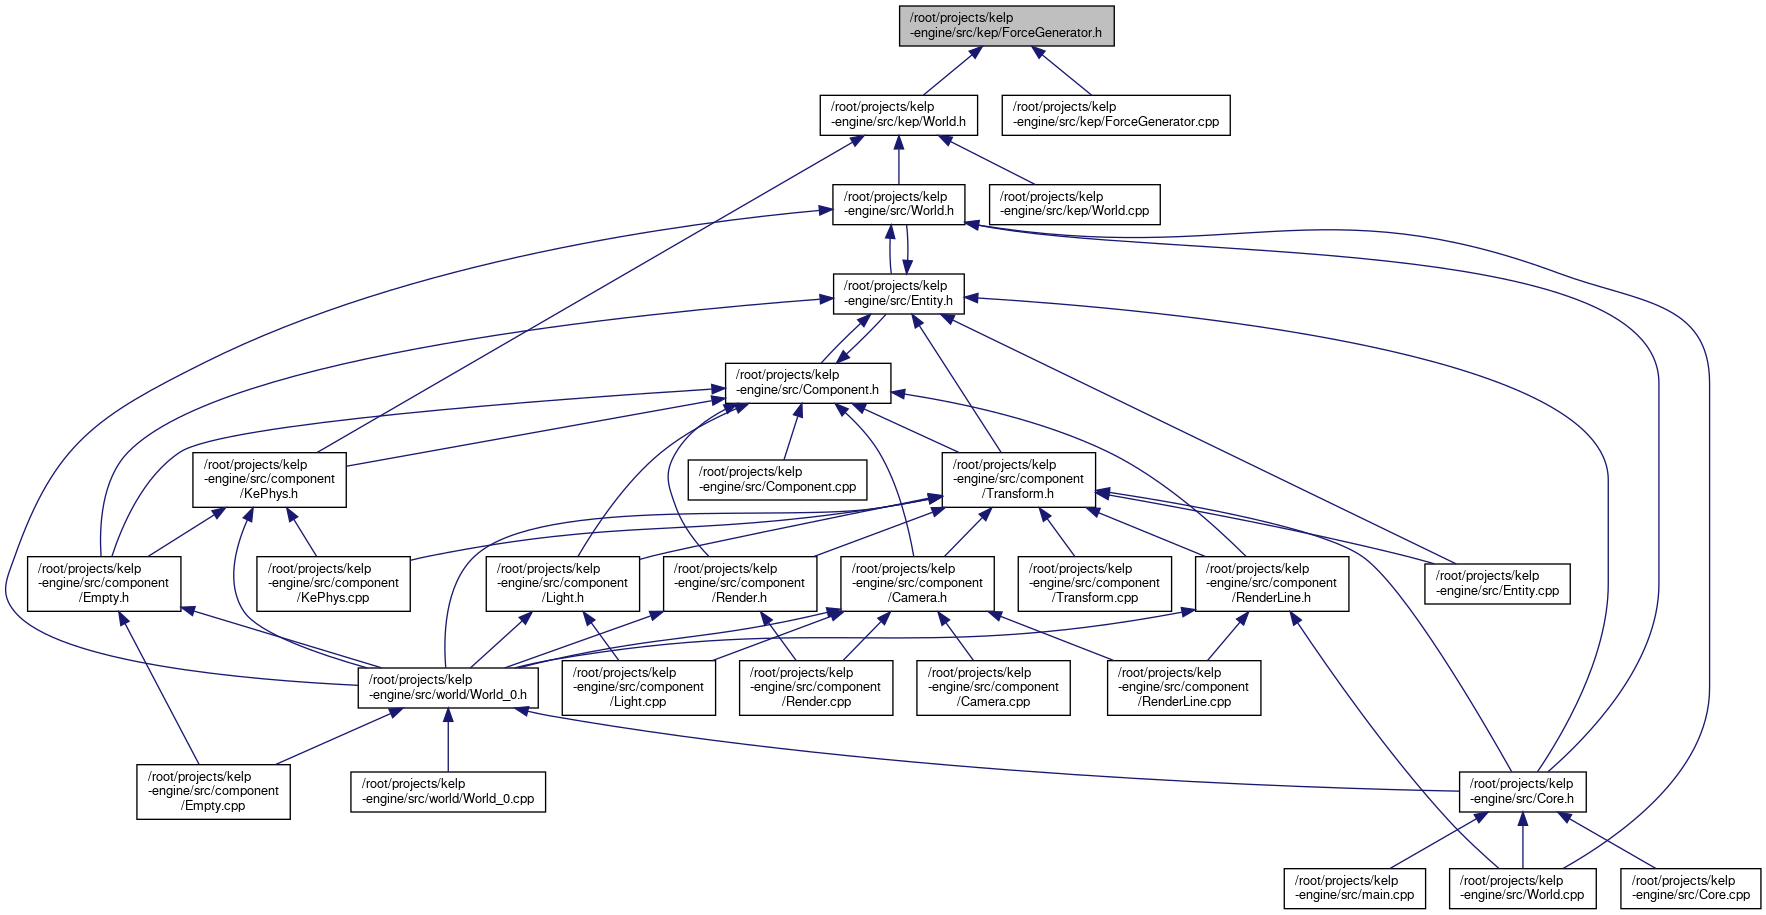 /root/projects/kelp
-engine/src/kep/ForceGenerator.h
/root/projects/kelp
-engine/src/kep/World.h
/root/projects/kelp
-engine/src/kep/ForceGenerator.cpp
/root/projects/kelp
-engine/src/World.h
/root/projects/kelp
-engine/src/kep/World.cpp
/root/projects/kelp
-engine/src/Entity.h
/root/projects/kelp
-engine/src/Component.h
/root/projects/kelp
-engine/src/component
/KePhys.h
/root/projects/kelp
-engine/src/Component.cpp
/root/projects/kelp
-engine/src/component
/Transform.h
/root/projects/kelp
-engine/src/component
/Empty.h
/root/projects/kelp
-engine/src/component
/KePhys.cpp
/root/projects/kelp
-engine/src/component
/Light.h
/root/projects/kelp
-engine/src/component
/Render.h
/root/projects/kelp
-engine/src/component
/Camera.h
/root/projects/kelp
-engine/src/component
/Transform.cpp
/root/projects/kelp
-engine/src/component
/RenderLine.h
/root/projects/kelp
-engine/src/Entity.cpp
/root/projects/kelp
-engine/src/world/World_0.h
/root/projects/kelp
-engine/src/component
/Light.cpp
/root/projects/kelp
-engine/src/component
/Render.cpp
/root/projects/kelp
-engine/src/component
/Camera.cpp
/root/projects/kelp
-engine/src/component
/RenderLine.cpp
/root/projects/kelp
-engine/src/component
/Empty.cpp
/root/projects/kelp
-engine/src/world/World_0.cpp
/root/projects/kelp
-engine/src/Core.h
/root/projects/kelp
-engine/src/main.cpp
/root/projects/kelp
-engine/src/World.cpp
/root/projects/kelp
-engine/src/Core.cpp